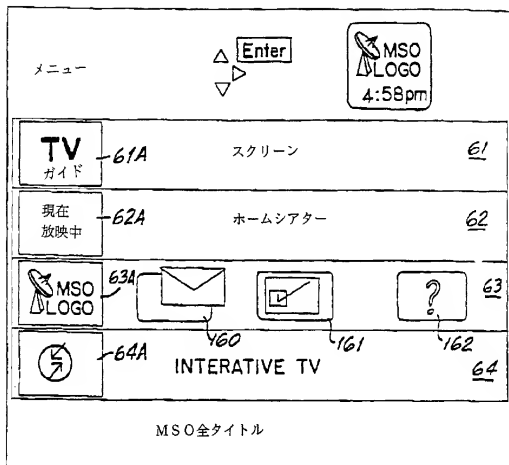 メニュー
Enter
MSO
LOGO
4:58pm
TV
ガイド
61A
スクリーン
61
現在
放映中
62A
ホームシアター
62
MSO
LOGO
63A
160
161
?
162
63
64A
INTERATIVE TV
64
MSO全タイトル